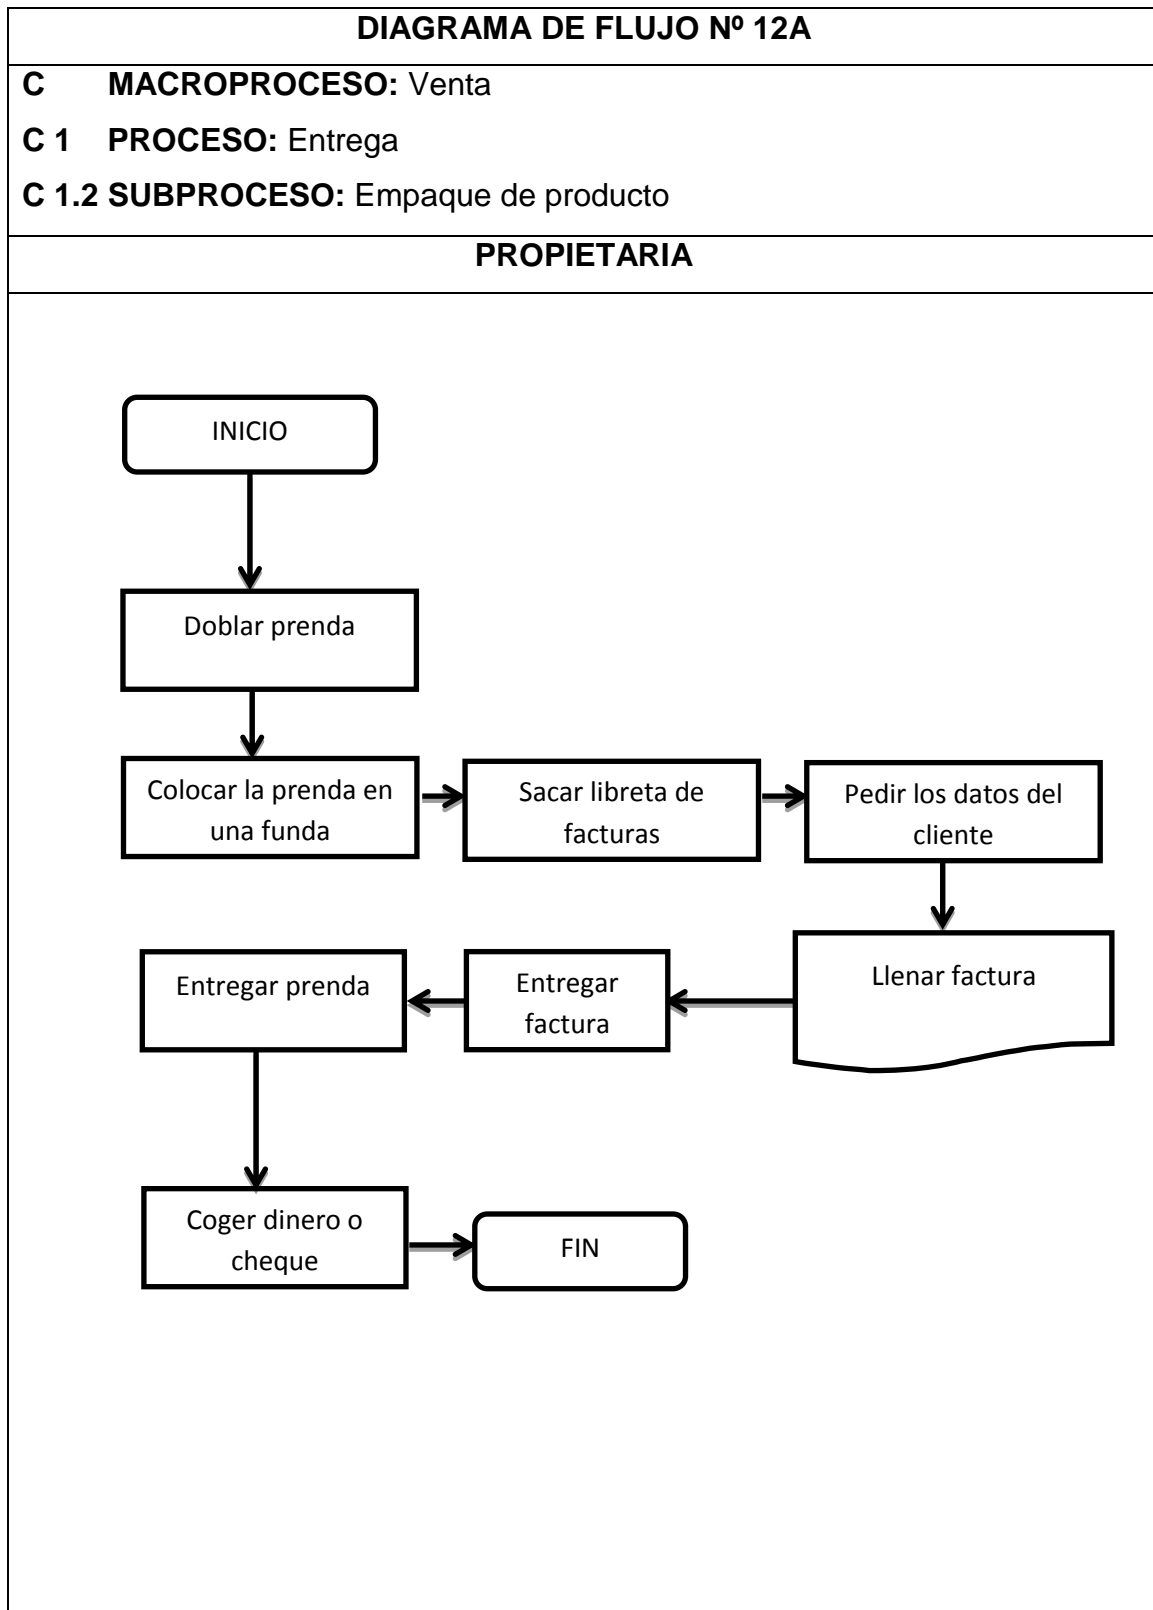 DIAGRAMA DE FLUJO Nº 12A
C MACROPROCESO: Venta
C 1 PROCESO: Entrega
C 1.2 SUBPROCESO: Empaque de producto
PROPIETARIA
INICIO
Doblar prenda
Colocar la prenda en
una funda
Sacar libreta de
facturas
Pedir los datos del
cliente
Llenar factura
Entregar
factura
Entregar prenda
Coger dinero o
cheque
FIN